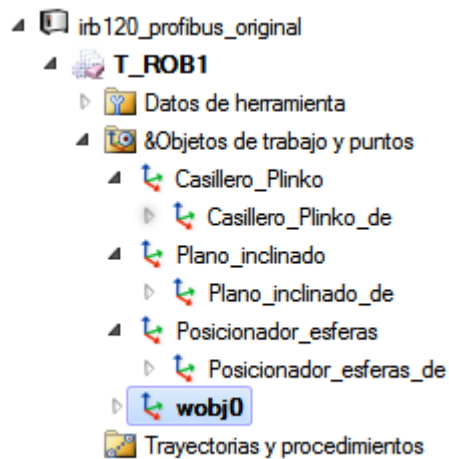 irb120_profibus_original
T_ROB1
Datos de herramienta
&Objetos de trabajo y puntos
Casillero_Plinko
Casillero_Plinko_de
Plano_inclinado
Plano_inclinado_de
Posicionador_esferas
Posicionador_esferas_de
wobj0
Trayectorias y procedimientos